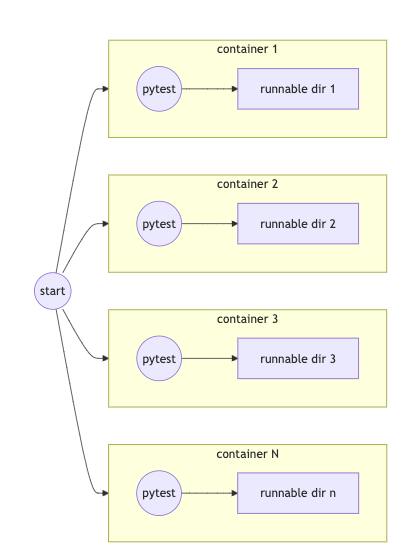 container 1
pytest
runnable dir 1
container 2
pytest
runnable dir 2
start
container 3
pytest
runnable dir 3
container N
pytest
runnable dir n